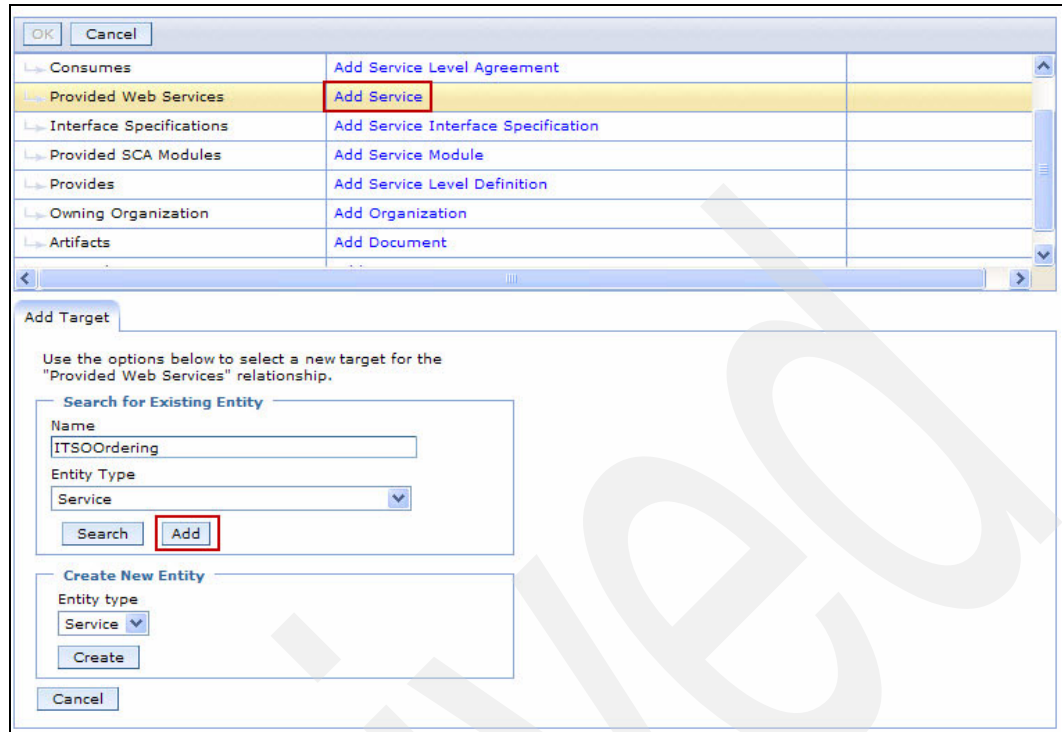 OK Cancel
Consumes Add Service Level Agreement
Provided Web Services Add Service
Interface Specifications Add Service Interface Specification
Provided SCA Modules Add Service Module
Provides Add Service Level Definition
Owning Organization Add Organization
Artifacts Add Document
Add Target
Use the options below to select a new target for the
"Provided Web Services" relationship.
Search for Existing Entity
Name
ITSOOrdering
Entity Type
Service
Search Add
Create New Entity
Entity type
Service
Create
Cancel